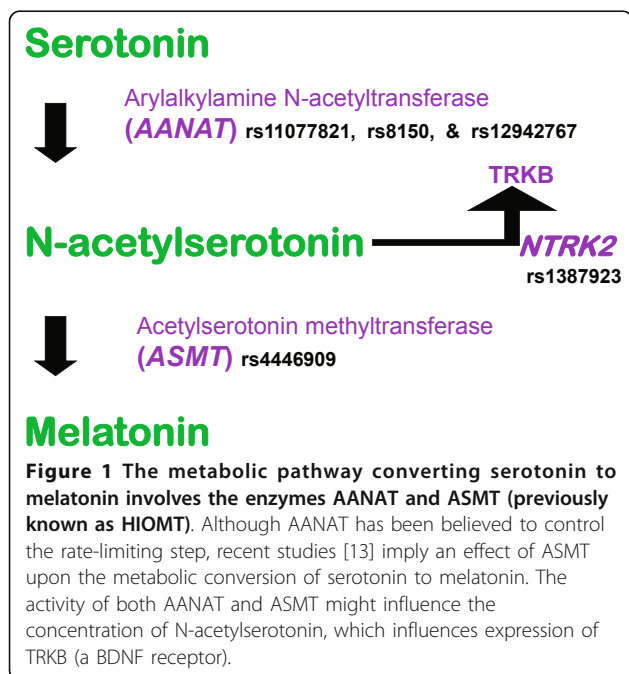 Serotonin
Arylalkylamine N-acetyltransferase
(AANAT) rs11077821, rs8150, & rs12942767
TRKB
N-acetylserotonin
NTRK2
rs1387923
Acetylserotonin methyltransferase
(ASMT) rs4446909
Melatonin
Figure 1 The metabolic pathway converting serotonin to
melatonin involves the enzymes AANAT and ASMT (previously
known as HIOMT). Although AANAT has been believed to control
the rate-limiting step, recent studies [13] imply an effect of ASMT
upon the metabolic conversion of serotonin to melatonin. The
activity of both AANAT and ASMT might influence the
concentration of N-acetylserotonin, which influences expression of
TRKB (a BDNF receptor).